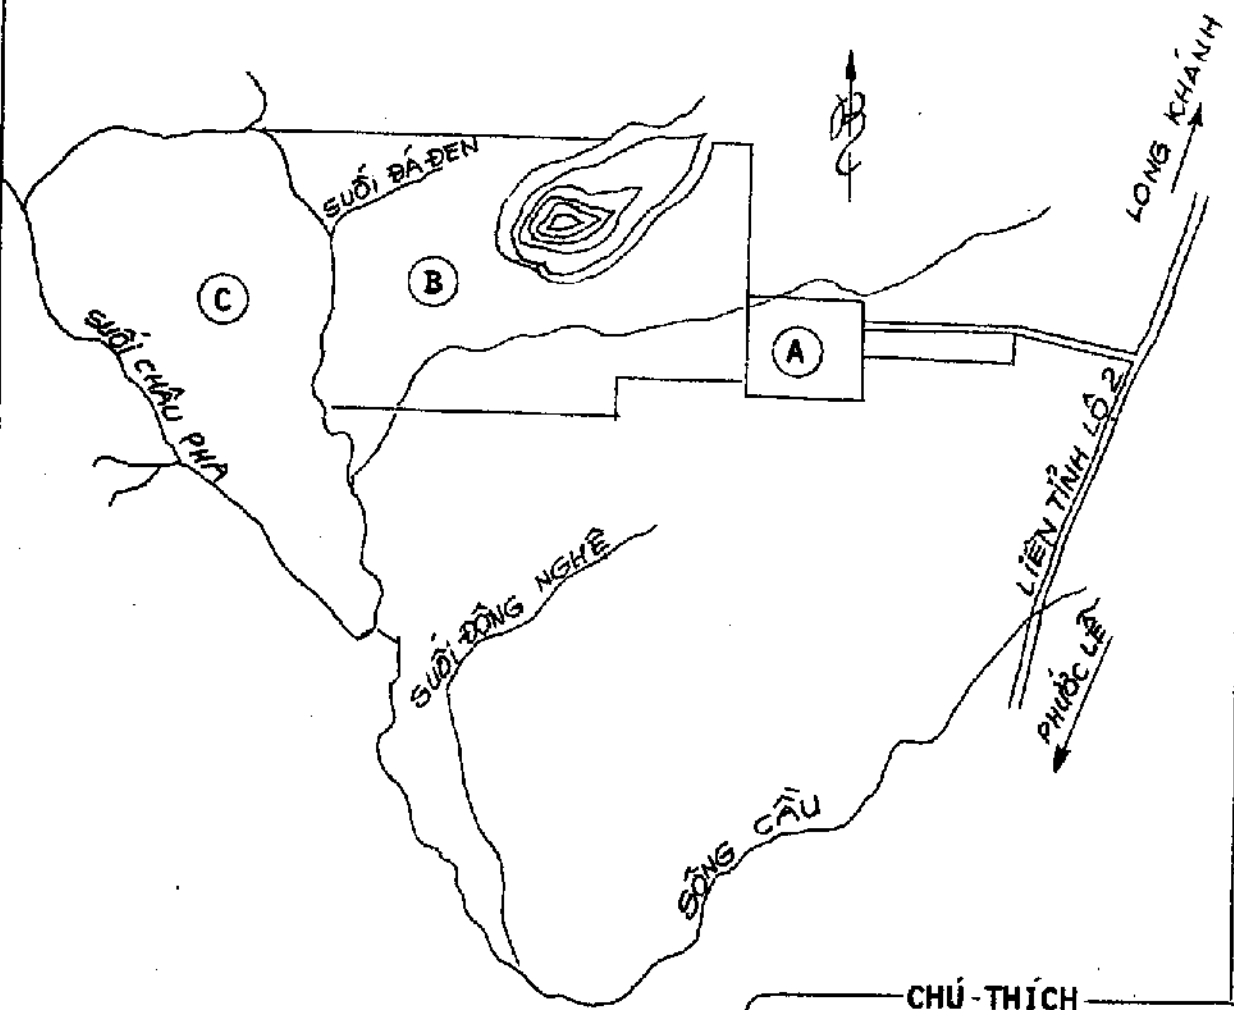 LONG KHÁNH
SUỐI ĐÁ-ĐEN
B
C
A
SUỐI CHÂU PHA
LIÊN TỈNH LỘ 2
SUỐI ĐỒNG NGHỆ
PHƯỚC LỄ
SÔNG CẦU
CHÚ-THÍCH